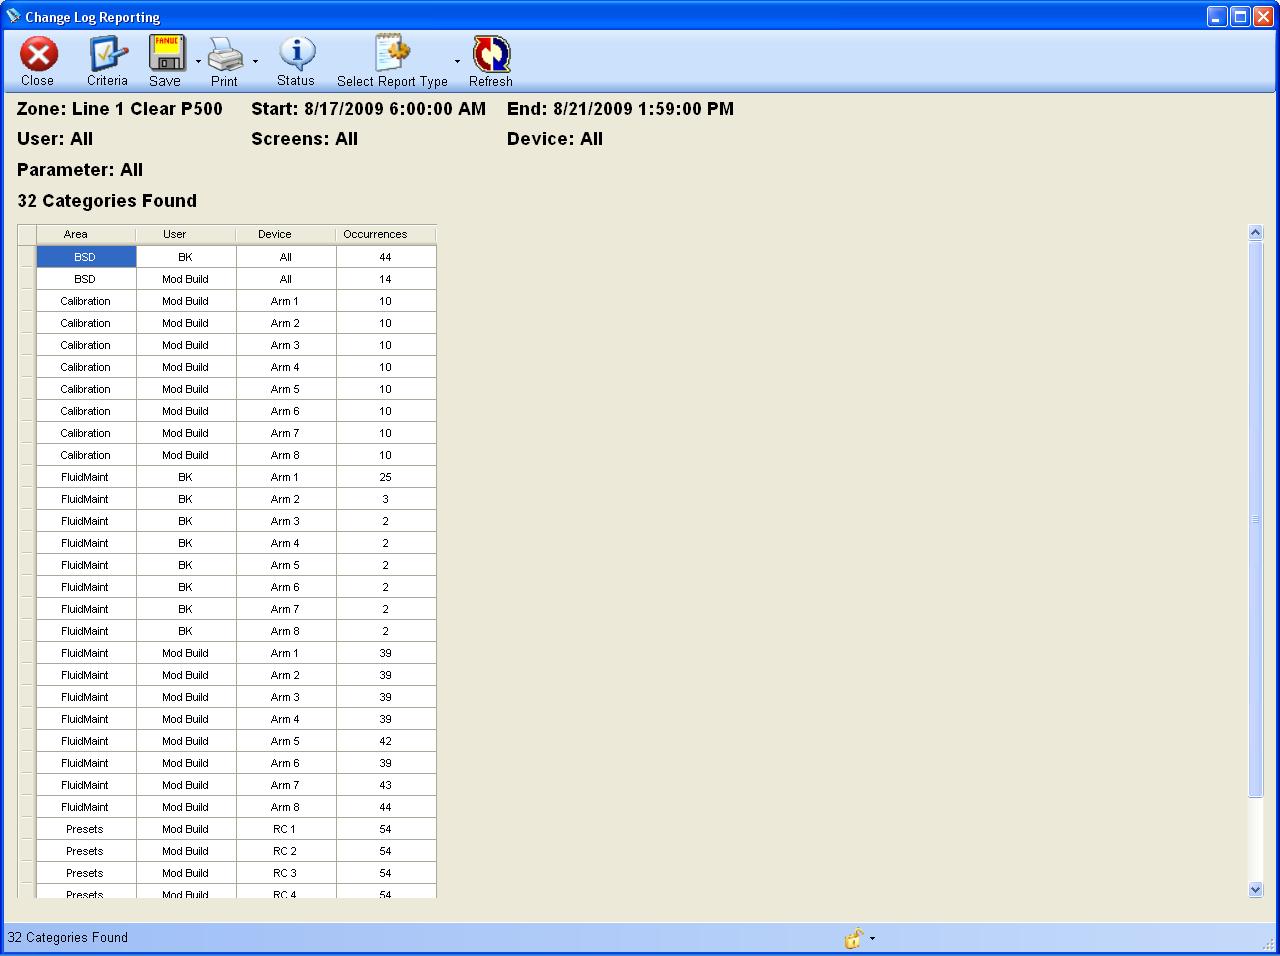 Change Log Reporting
FANUC
Close Criteria Save Print Status Select Report Type Refresh
Zone: Line 1 Clear P500 Start: 8/17/2009 6:00:00 AM End: 8/21/2009 1:59:00 PM
User: All Screens: All Device: All
Parameter: All
32 Categories Found
Area User Device Occurrences
BSD BK All 44
BSD Mod Build All 14
Calibration Mod Build Arm 1 10
Calibration Mod Build Arm 2 10
Calibration Mod Build Arm 3 10
Calibration Mod Build Arm 4 10
Calibration Mod Build Arm 5 10
Calibration Mod Build Arm 6 10
Calibration Mod Build Arm 7 10
Calibration Mod Build Arm 8 10
FluidMaint BK Arm 1 25
FluidMaint BK Arm 2 3
FluidMaint BK Arm 3 2
FluidMaint BK Arm 4 2
FluidMaint BK Arm 5 2
FluidMaint BK Arm 6 2
FluidMaint BK Arm 7 2
FluidMaint BK Arm 8 2
FluidMaint Mod Build Arm 1 39
FluidMaint Mod Build Arm 2 39
FluidMaint Mod Build Arm 3 39
FluidMaint Mod Build Arm 4 39
FluidMaint Mod Build Arm 5 42
FluidMaint Mod Build Arm 6 39
FluidMaint Mod Build Arm 7 43
FluidMaint Mod Build Arm 8 44
Presets Mod Build RC 1 54
Presets Mod Build RC 2 54
Presets Mod Build RC 3 54
Presets Mod Build RC 4 54
32 Categories Found